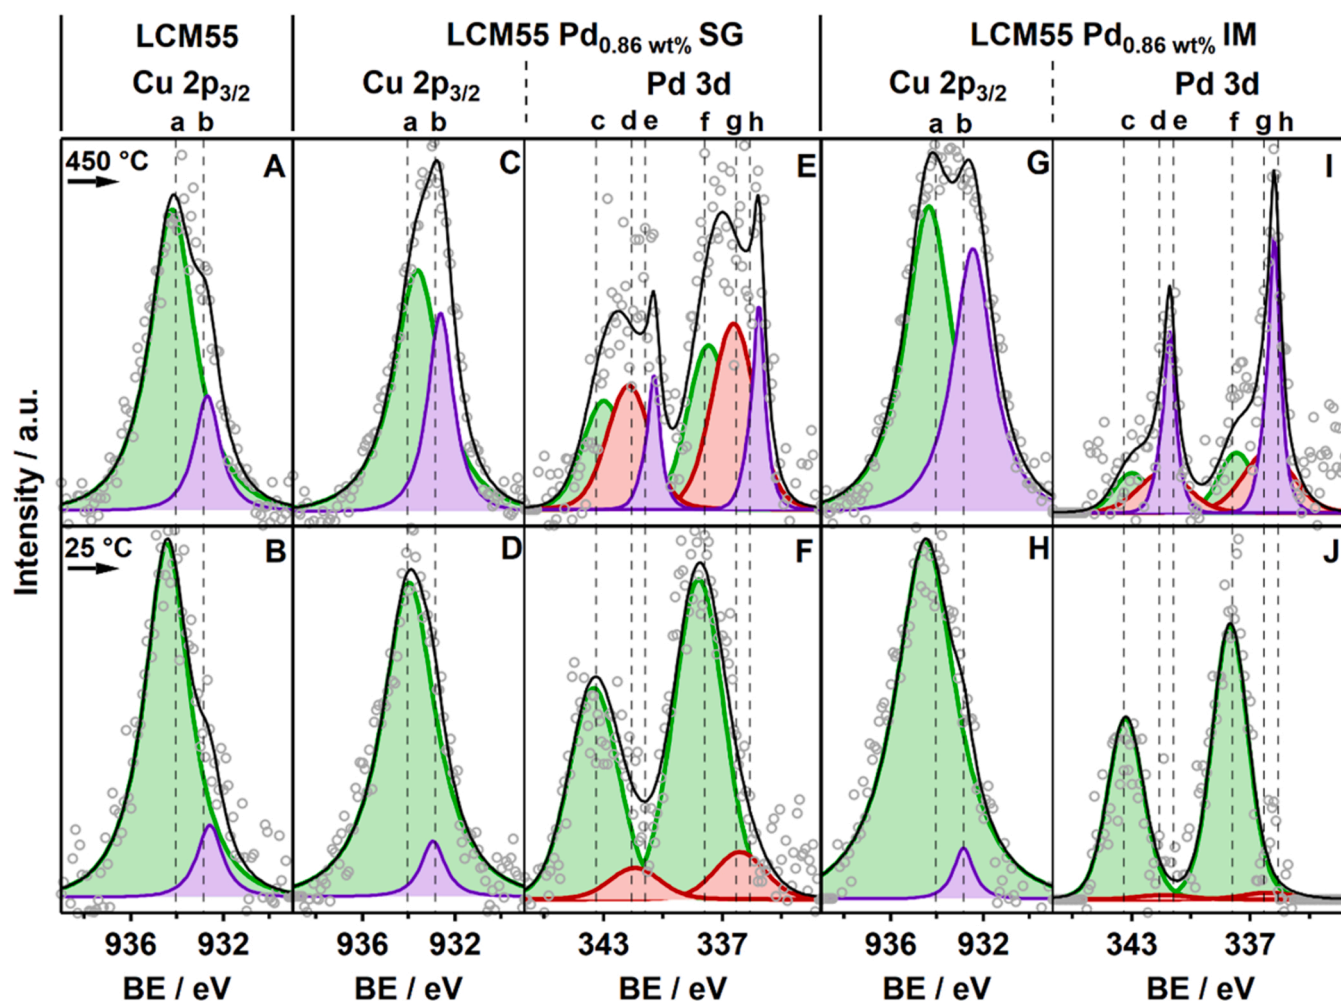 LCM55 LCM55 Pd0.86 wt% SG LCM55 Pd0.86 wt% IM
Cu 2p3/2 Cu 2p3/2 Pd 3d Cu 2p3/2 Pd 3d
a b a b c d e f g h a b c d e f g h
450 °C A C E G I
25 °C B D F H J
Intensity / a.u.
936 932 936 932 343 337 936 932 343 337
BE / eV BE / eV BE / eV BE / eV BE / eV